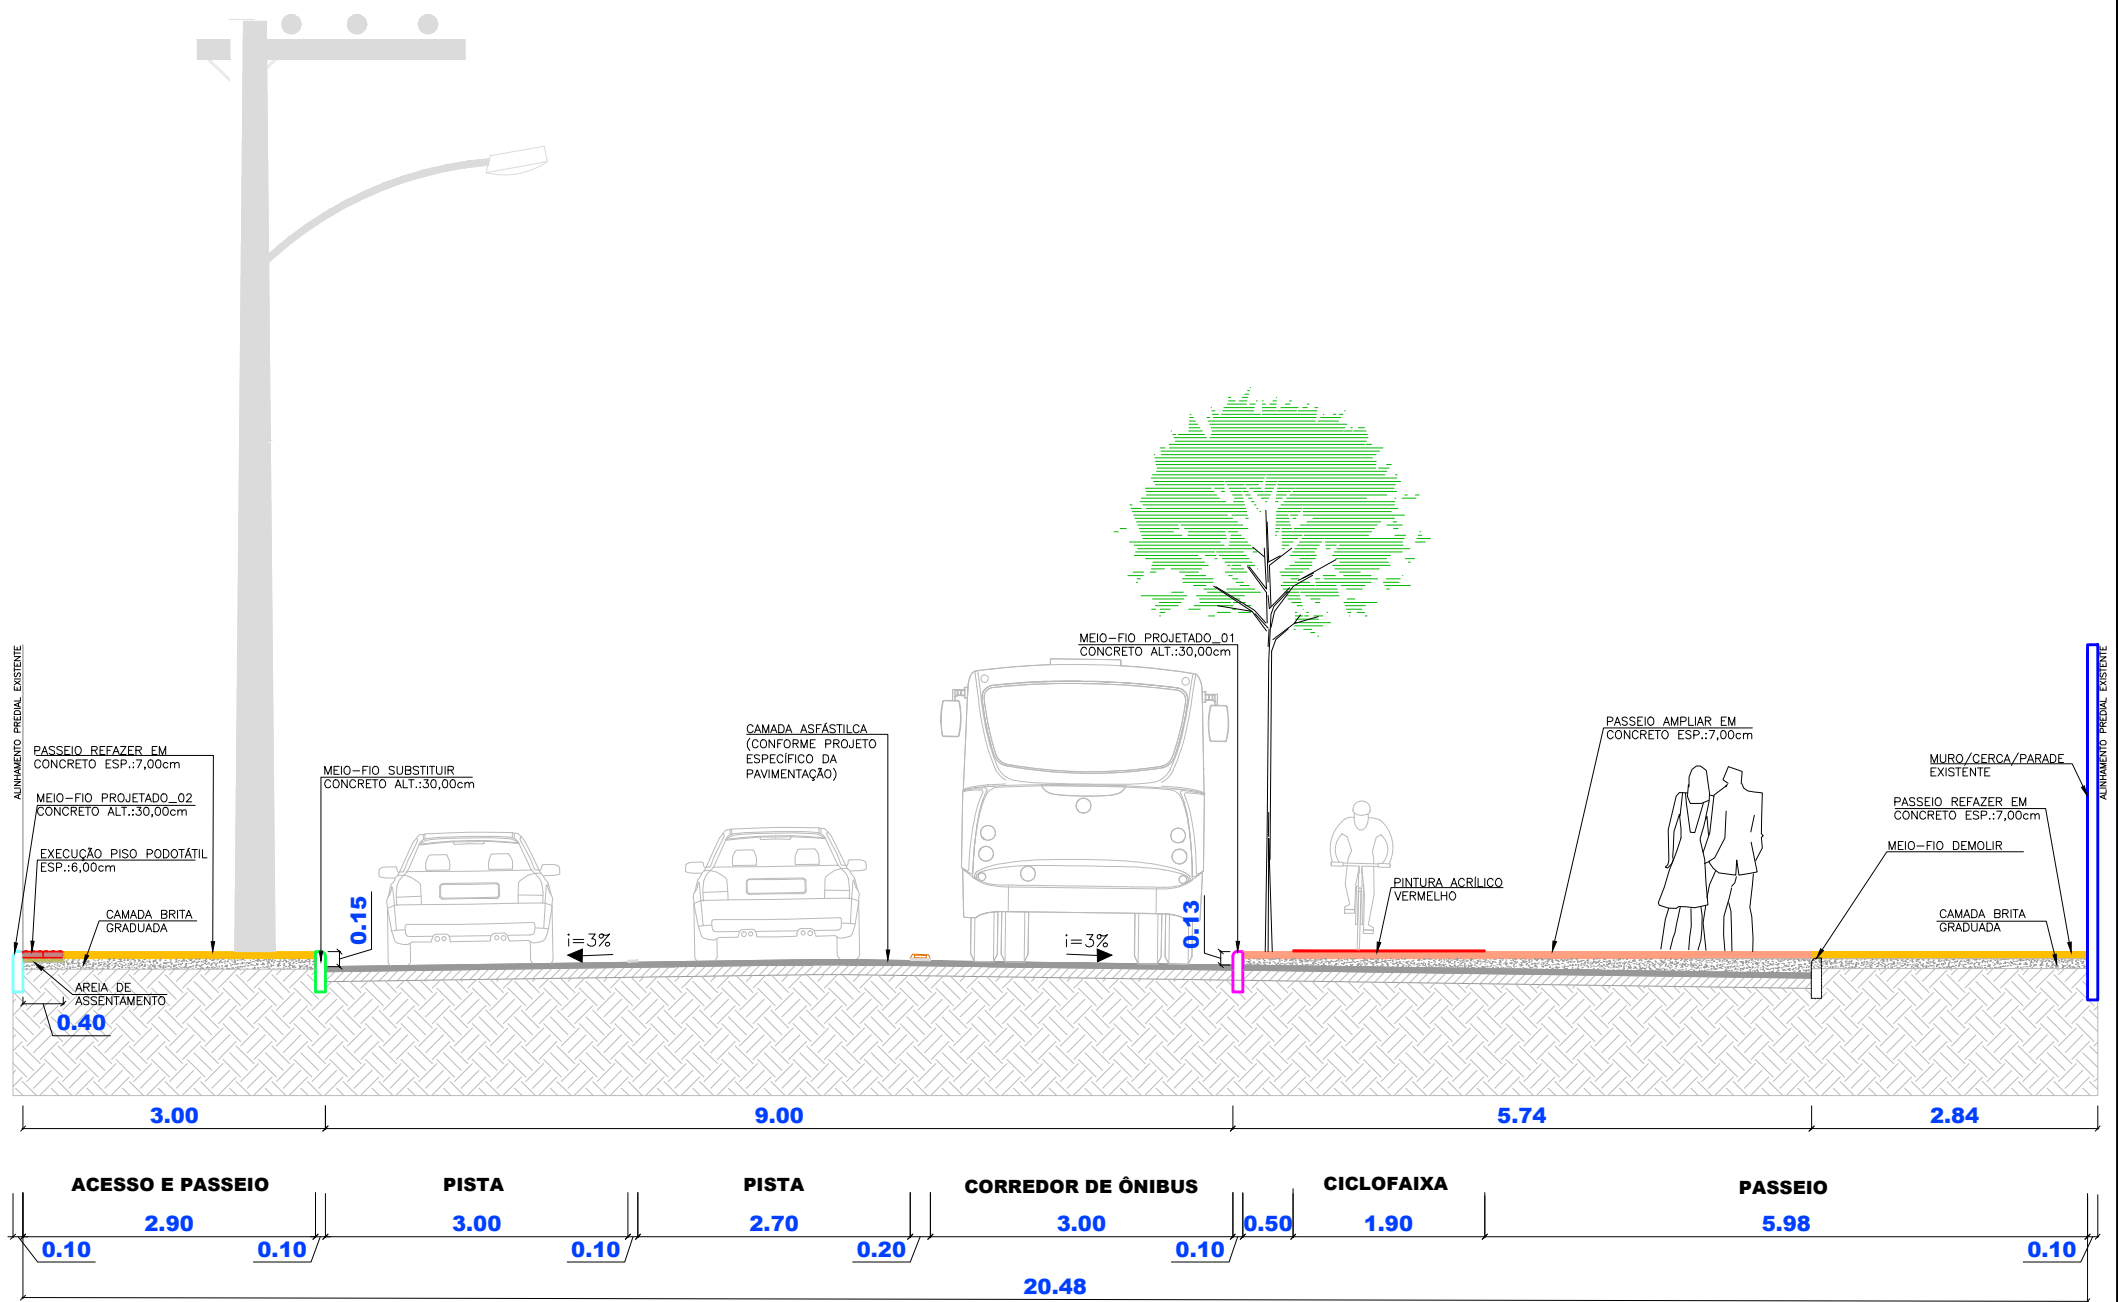 MEIO-FIO PROJETADO_01
CONCRETO ALT.:30,00cm
ALINHAMENTO PREDIAL EXISTENTE
ALINHAMENTO PREDIAL EXISTENTE
PASSEIO AMPLIAR EM
CONCRETO ESP.:7,00cm
CAMADA ASFÁSTILCA
(CONFORME PROJETO
ESPECÍFICO DA
PAVIMENTAÇÃO)
PASSEIO REFAZER EM
CONCRETO ESP.:7,00cm
MURO/CERCA/PARADE
EXISTENTE
MEIO-FIO SUBSTITUIR
CONCRETO ALT.:30,00cm
MEIO-FIO PROJETADO_02
CONCRETO ALT.:30,00cm
PASSEIO REFAZER EM
CONCRETO ESP.:7,00cm
EXECUÇÃO PISO PODOTÁTIL
ESP.:6,00cm
MEIO-FIO DEMOLIR
PINTURA ACRÍLICO
VERMELHO
CAMADA BRITA
GRADUADA
CAMADA BRITA
GRADUADA
0.15
0.13
i=3%
i=3%
AREIA DE
ASSENTAMENTO
0.40
3.00
9.00
5.74
2.84
ACESSO E PASSEIO
PISTA
PISTA
CORREDOR DE ÔNIBUS
CICLOFAIXA
PASSEIO
2.90
3.00
2.70
3.00
0.50
1.90
5.98
0.10
0.10
0.10
0.20
0.10
0.10
20.48